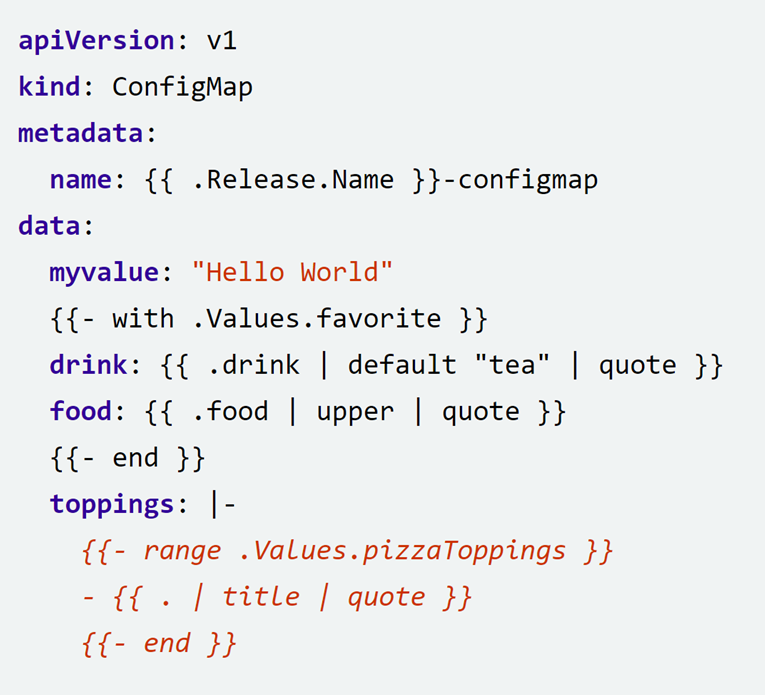 apiVersion: v1
kind: ConfigMap
metadata:
  name: {{ .Release.Name }}-configmap
data:
  myvalue: "Hello World"
  {{- with .Values.favorite }}
  drink: {{ .drink | default "tea" | quote }}
  food: {{ .food | upper | quote }}
  {{- end }}
  toppings: |-
    {{- range .Values.pizzaToppings }}
    - {{ . | title | quote }}
    {{- end }}